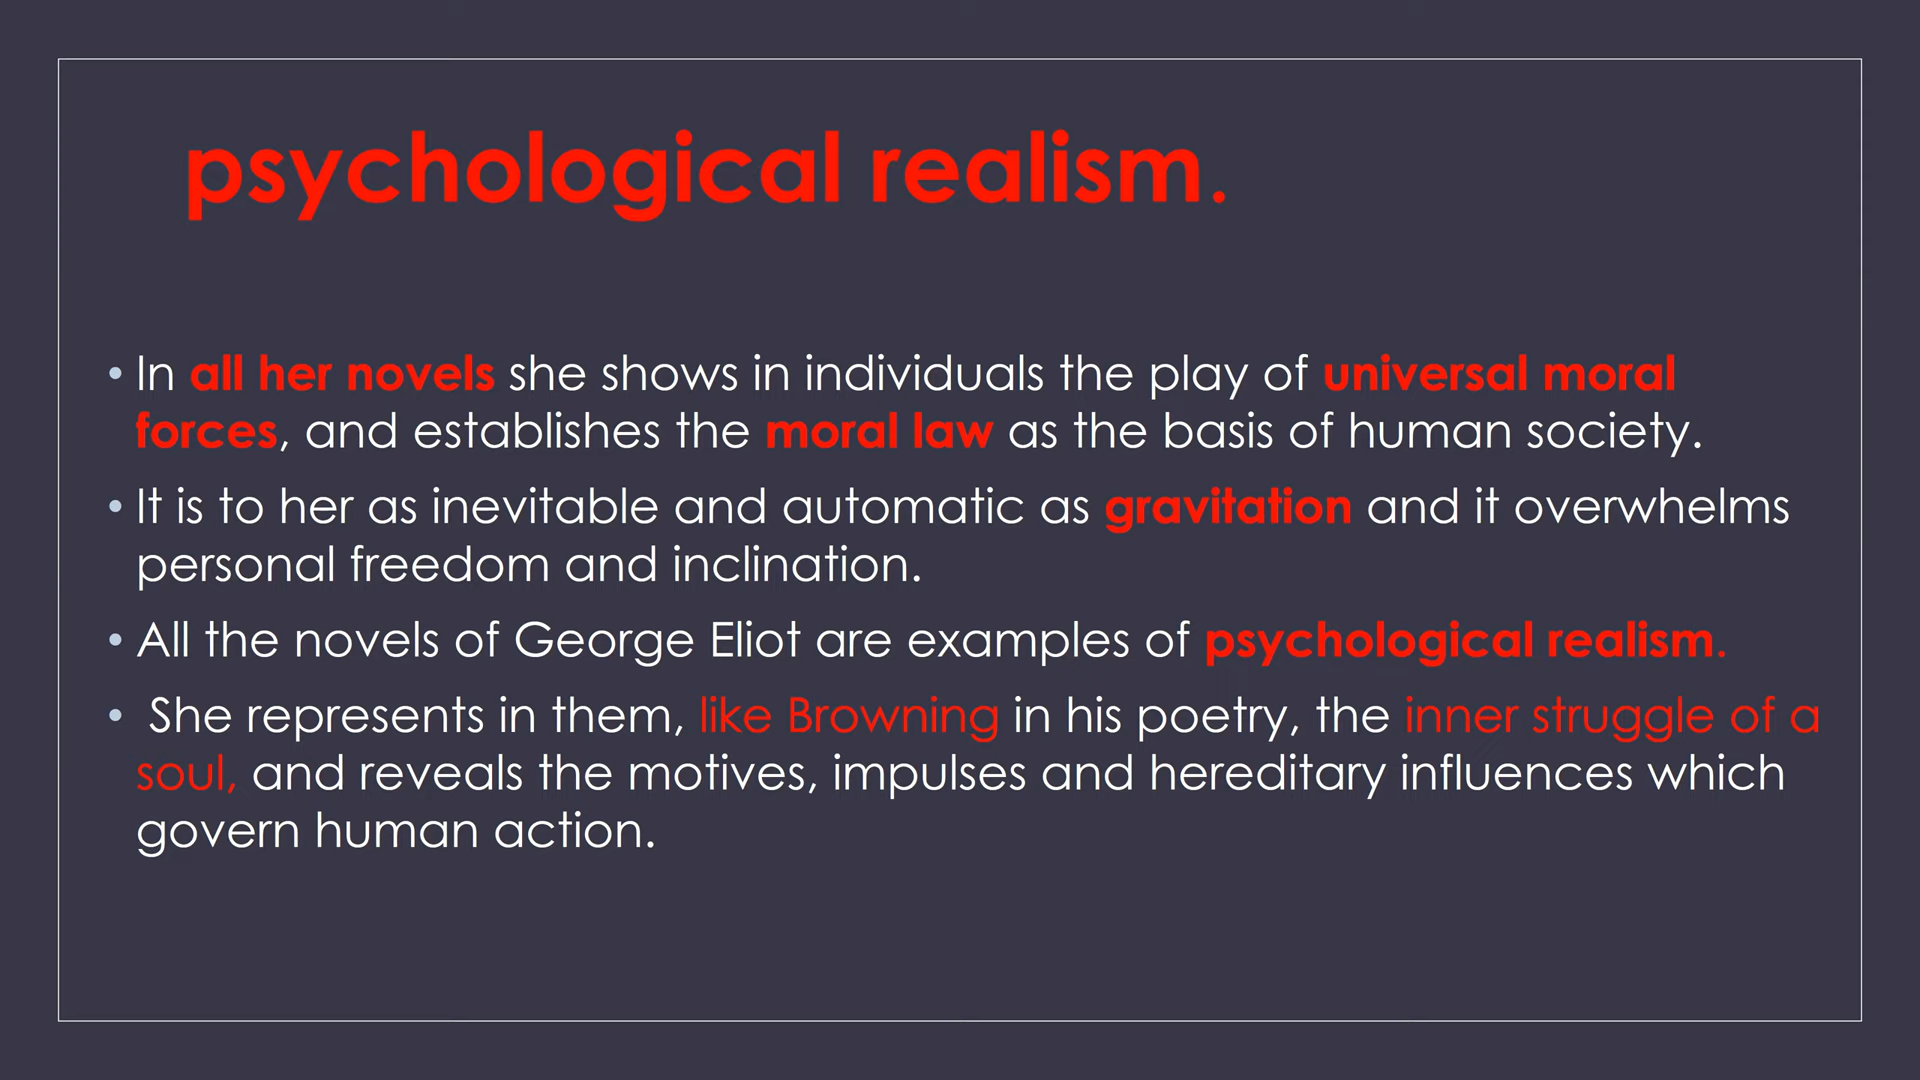 psychological realism.
• In all her novels she shows in individuals the play of universal moral
forces, and establishes the moral law as the basis of human society.
• It is to her as inevitable and automatic as gravitation and it overwhelms
personal freedom and inclination.
• All the novels of George Eliot are examples of psychological realism.
• She represents in them, like Browning in his poetry, the inner struggle of a
soul, and reveals the motives, impulses and hereditary influences which
govern human action.